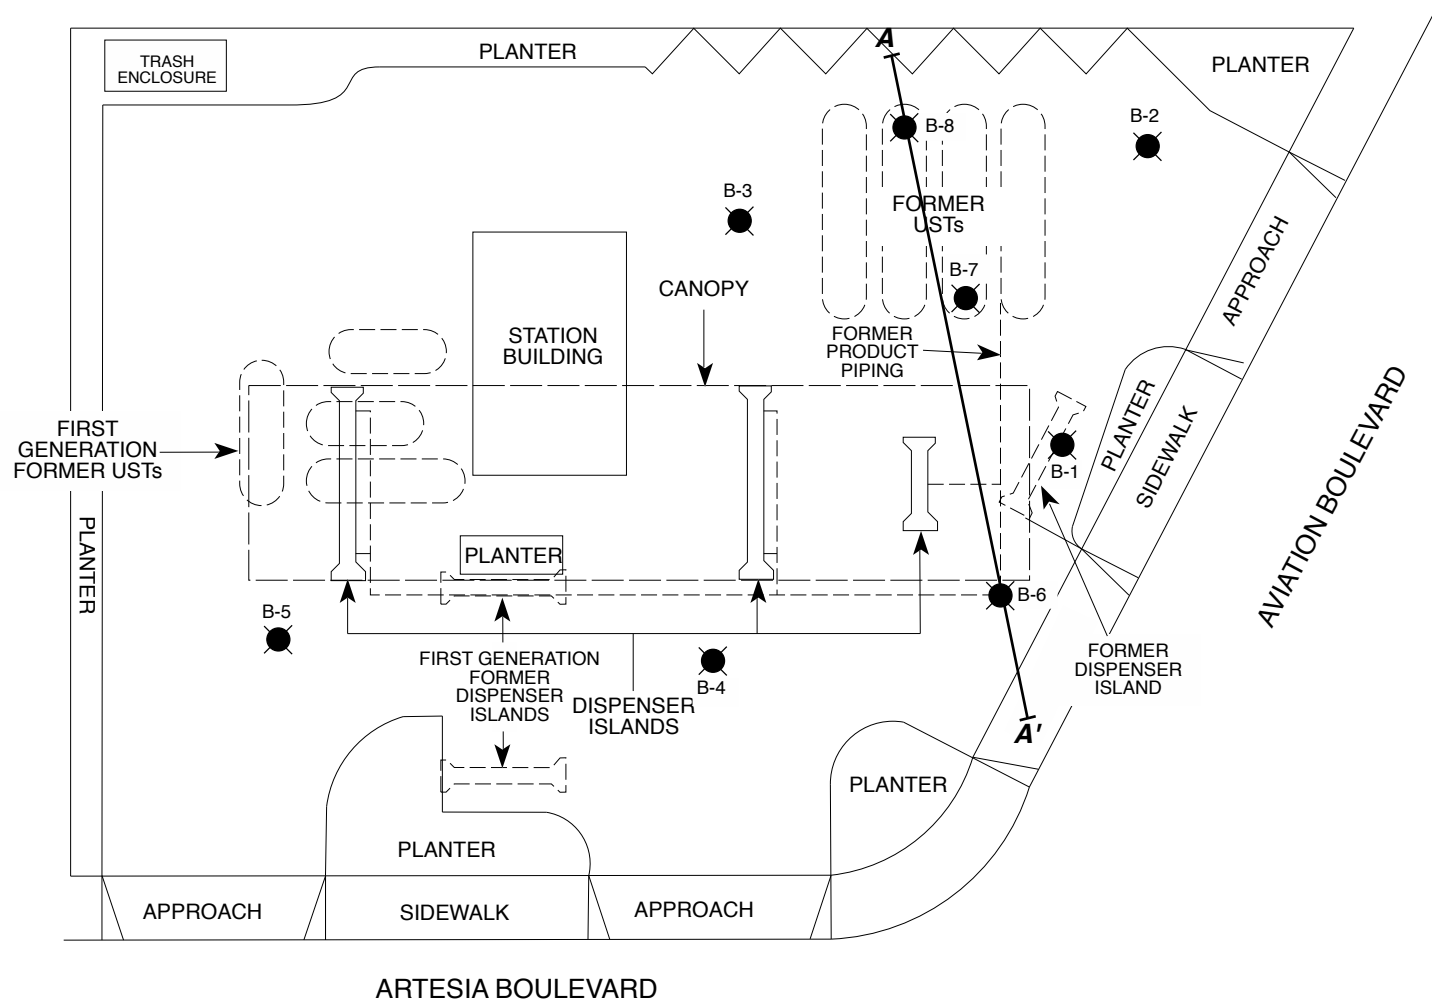 TRASH
ENCLOSURE
PLANTER
A
PLANTER
B-2
B-8
B-3
FORMER
USTs
B-7
CANOPY
APPROACH
STATION
BUILDING
FORMER
PRODUCT
PIPING
FIRST
GENERATION
FORMER USTs
PLANTER
SIDEWALK
AVIATION BOULEVARD
B-1
PLANTER
PLANTER
B-6
B-5
FIRST GENERATION
FORMER
DISPENSER
ISLANDS
B-4
DISPENSER
ISLANDS
FORMER
DISPENSER
ISLAND
A'
PLANTER
PLANTER
APPROACH
SIDEWALK
APPROACH
ARTESIA BOULEVARD